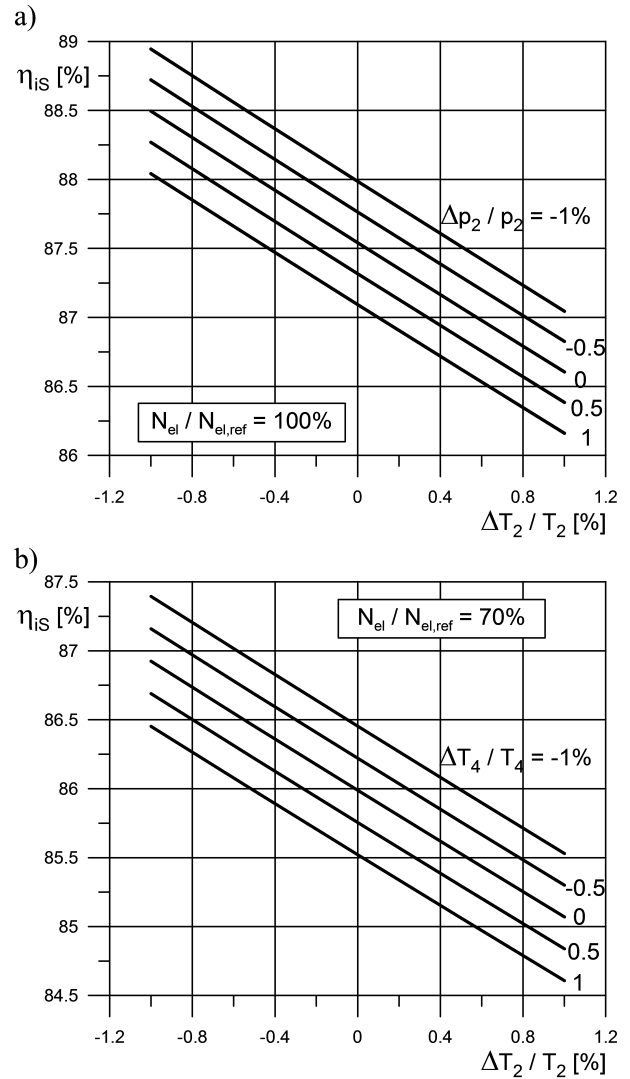 a)
89
η_iS [%]
88.5
88
Δp_2 / p_2 = -1%
87.5
87
-0.5
0
86.5
0.5
N_el / N_el,ref = 100%
1
86
-1.2 -0.8 -0.4 0 0.4 0.8 1.2
ΔT_2 / T_2 [%]
b)
87.5
η_iS [%]
N_el / N_el,ref = 70%
87
86.5
ΔT_4 / T_4 = -1%
86
85.5
-0.5
0
85
0.5
1
84.5
-1.2 -0.8 -0.4 0 0.4 0.8 1.2
ΔT_2 / T_2 [%]